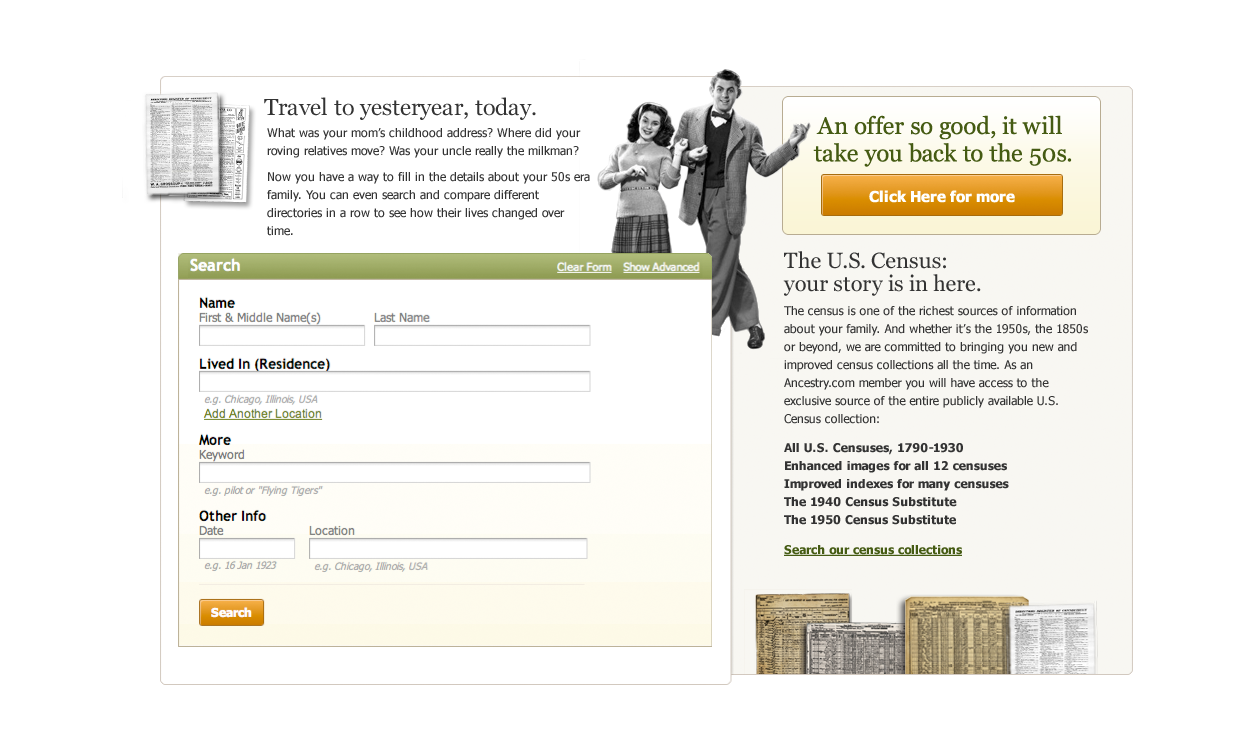 Travel to yesteryear, today.
What was your mom's childhood address? Where did your
roving relatives move? Was your uncle really the milkman?
Now you have a way to fill in the details about your 50s era
family. You can even search and compare different
directories in a row to see how their lives changed over
time.
Search
Clear Form
Show Advanced
Name
First & Middle Name(s)
Last Name
Lived In (Residence)
e.g. Chicago, Illinois, USA
Add Another Location
More
Keyword
e.g. pilot or "Flying Tigers"
Other Info
Date
Location
e.g. 16 Jan 1923
e.g. Chicago, Illinois, USA
Search
An offer so good, it will
take you back to the 50s.
Click Here for more
The U.S. Census:
your story is in here.
The census is one of the richest sources of information
about your family. And whether it's the 1950s, the 1850s
or beyond, we are committed to bringing you new and
improved census collections all the time. As an
Ancestry.com member you will have access to the
exclusive source of the entire publicly available U.S.
Census collection:
All U.S. Censuses, 1790-1930
Enhanced images for all 12 censuses
Improved indexes for many censuses
The 1940 Census Substitute
The 1950 Census Substitute
Search our census collections